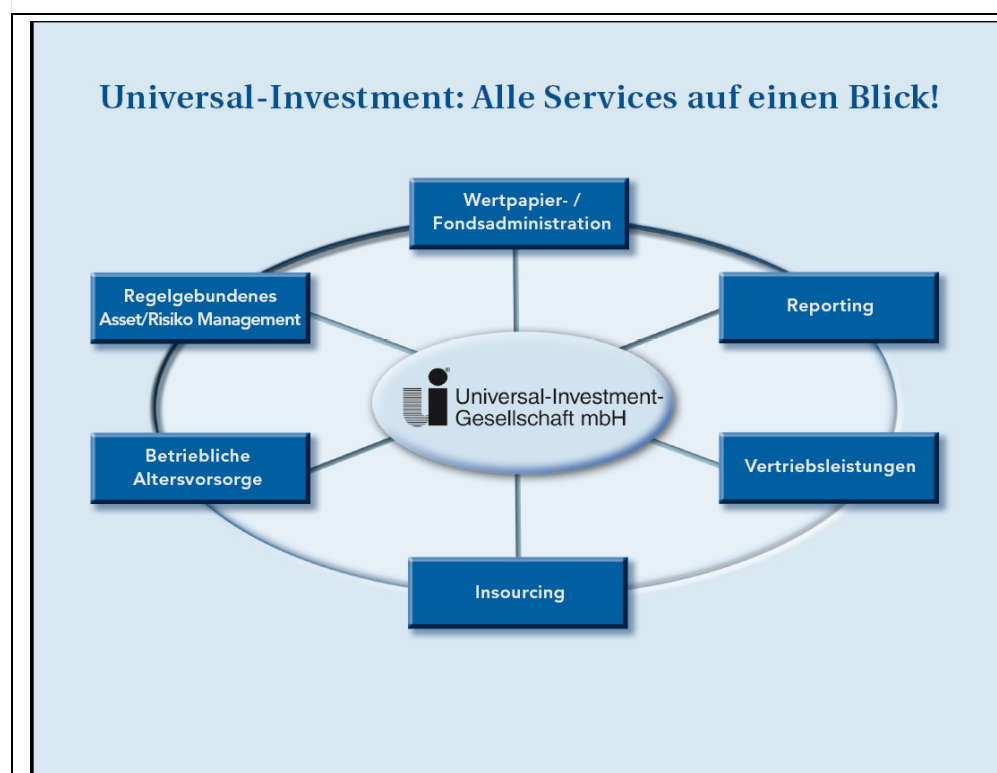 Universal-Investment: Alle Services auf einen Blick!
Wertpapier- /
Fondsadministration
Regelgebundenes
Asset/Risiko Management
Reporting
Universal-Investment-
Gesellschaft mbH
Betriebliche
Altersvorsorge
Vertriebsleistungen
Insourcing